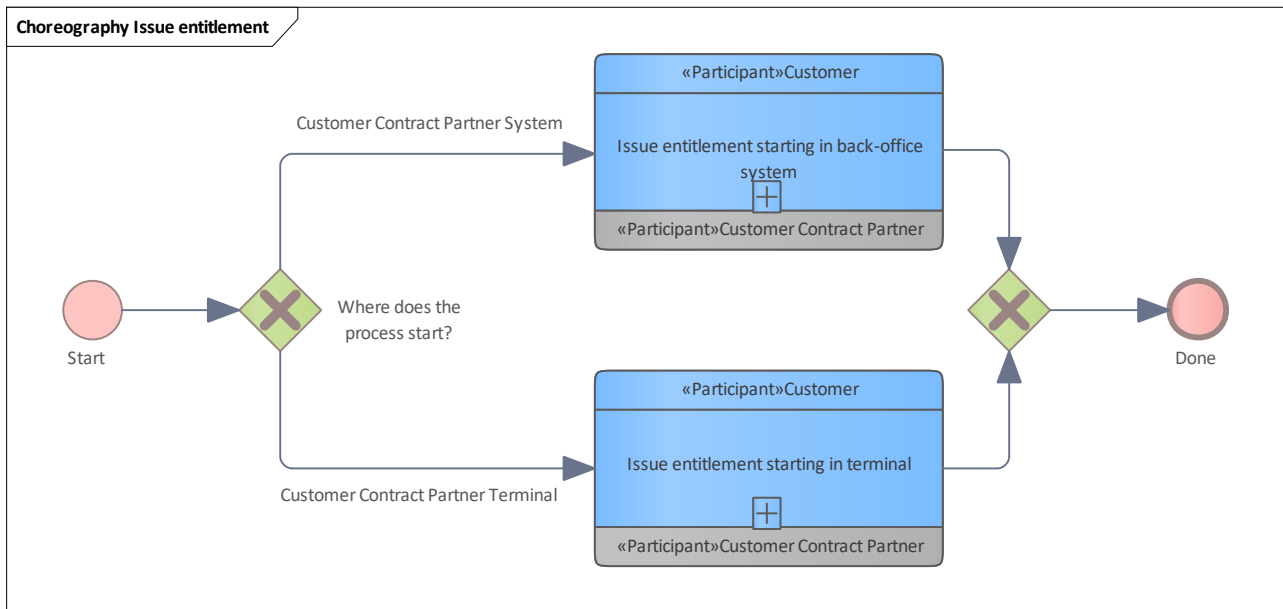 Choreography Issue entitlement
«Participant»Customer
Customer Contract Partner System
Issue entitlement starting in back-office
system
«Participant»Customer Contract Partner
Where does the
process start?
Start
Done
«Participant»Customer
Issue entitlement starting in terminal
Customer Contract Partner Terminal
«Participant»Customer Contract Partner